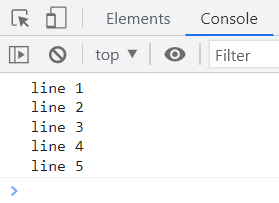 Elements Console
top ▼ Filter
line 1
line 2
line 3
line 4
line 5
>